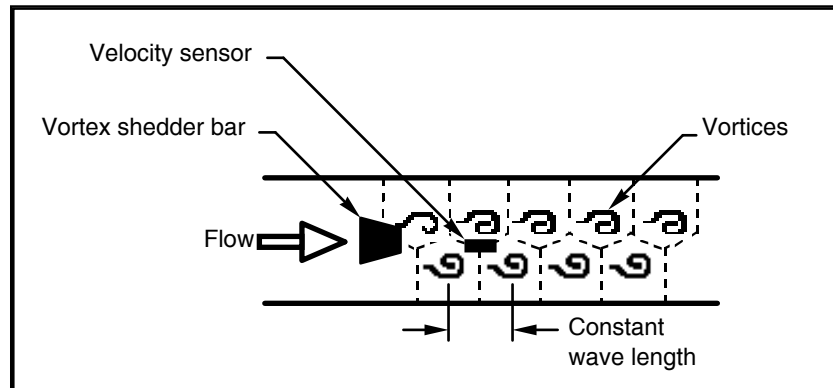 Velocity sensor
Vortex shedder bar
Vortices
Flow
Constant
wave length